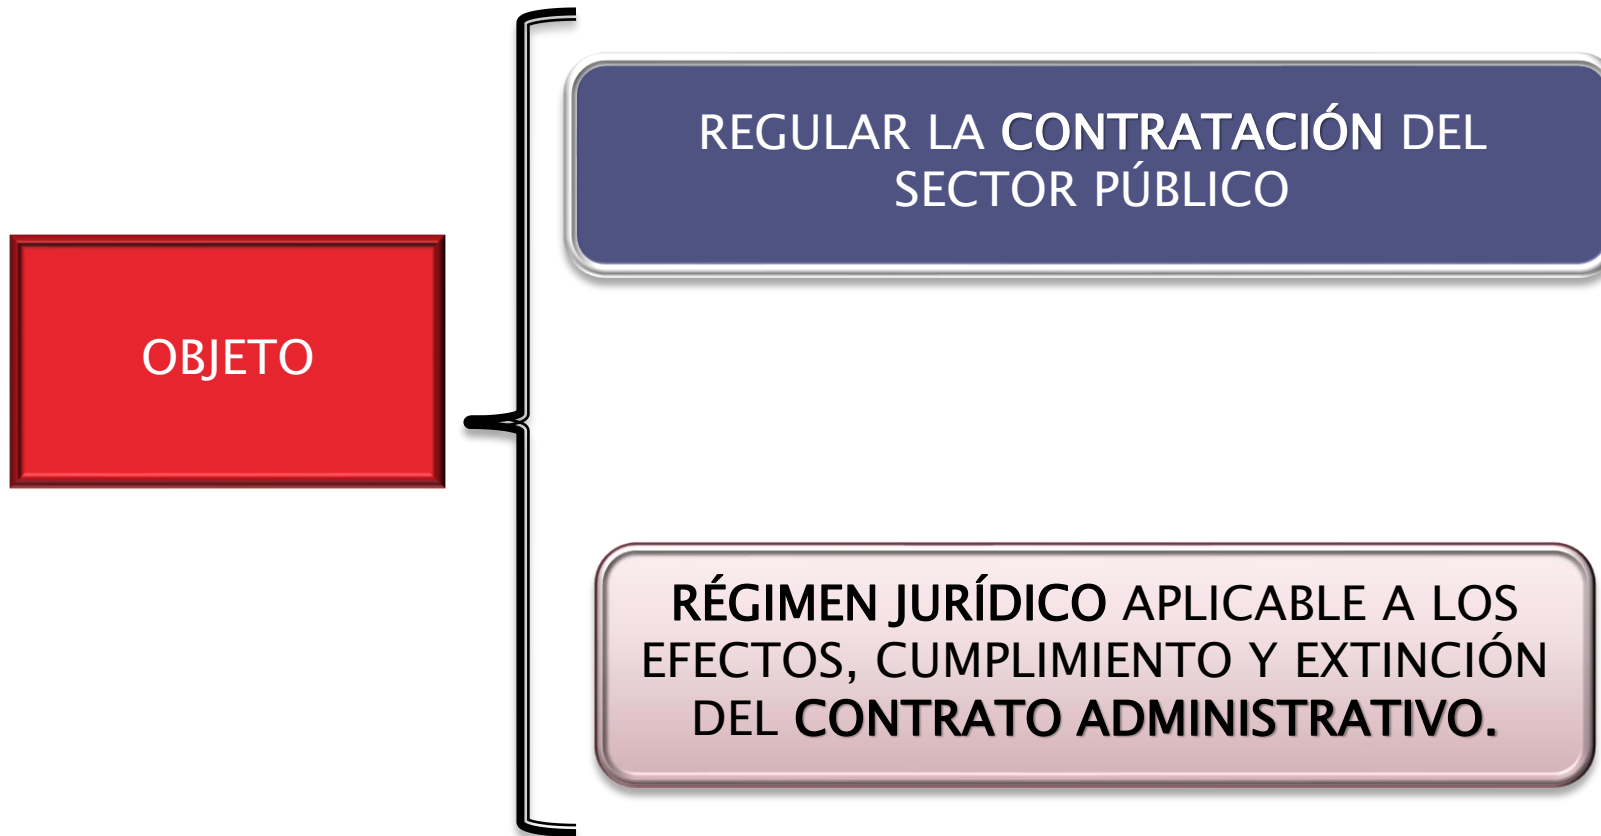 OBJETO
REGULAR LA CONTRATACIÓN DEL
SECTOR PÚBLICO
RÉGIMEN JURÍDICO APLICABLE A LOS
EFECTOS, CUMPLIMIENTO Y EXTINCIÓN
DEL CONTRATO ADMINISTRATIVO.